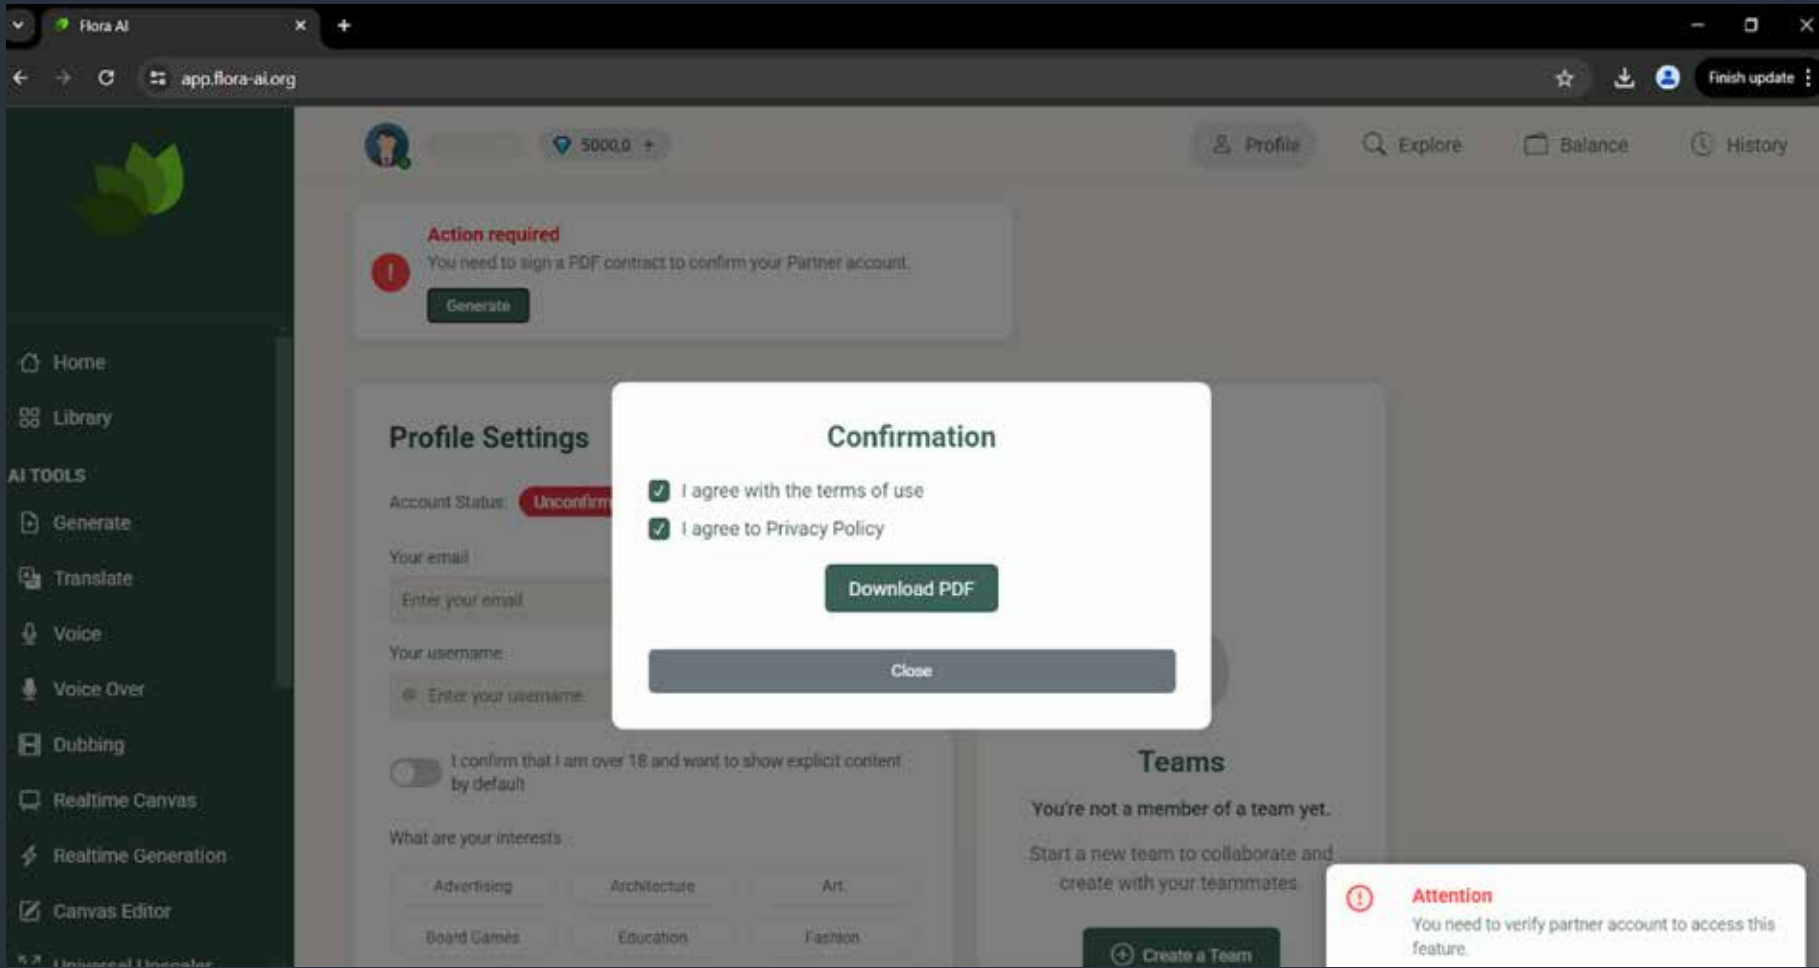 Flora AI
app.flora-ai.org
Finish update
5000.0 +
Profile
Explore
Balance
History
Action required
You need to sign a PDF contract to confirm your Partner account.
Generate
Home
Library
AI TOOLS
Generate
Translate
Voice
Voice Over
Dubbing
Realtime Canvas
Realtime Generation
Canvas Editor
Universal Upscaler
Profile Settings
Account Status:
Unconfirm
Your email
Enter your email
Your username
@ Enter your username
I confirm that I am over 18 and want to show explicit content
by default
What are your interests
Advertising
Architecture
Art
Board Games
Education
Fashion
Confirmation
I agree with the terms of use
I agree to Privacy Policy
Download PDF
Close
Teams
You're not a member of a team yet.
Start a new team to collaborate and
create with your teammates
Create a Team
Attention
You need to verify partner account to access this
feature.